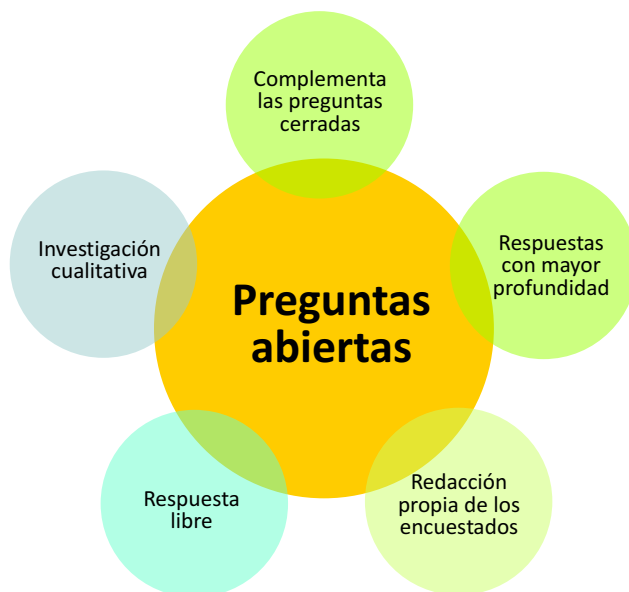 Complementa
las preguntas
cerradas
Investigación
cualitativa
Preguntas
abiertas
Respuestas
con mayor
profundidad
Respuesta
libre
Redacción
propia de los
encuestados